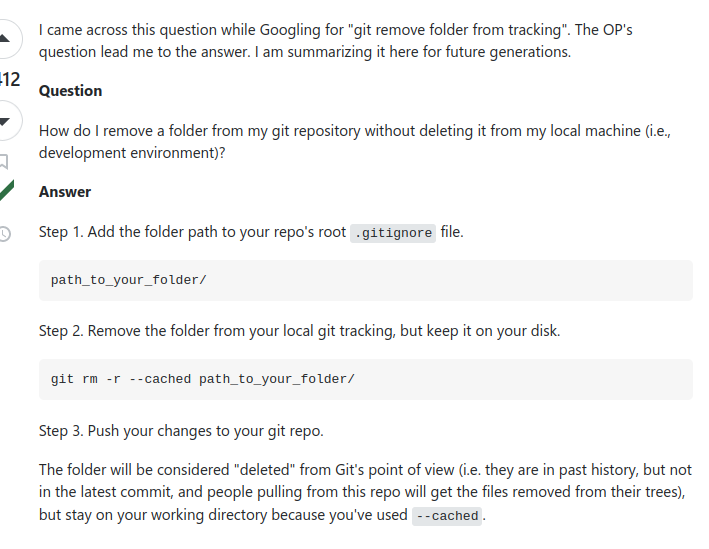 I came across this question while Googling for "git remove folder from tracking". The OP's
question lead me to the answer. I am summarizing it here for future generations.
412
Question
How do I remove a folder from my git repository without deleting it from my local machine (i.e.,
development environment)?
Answer
Step 1. Add the folder path to your repo's root .gitignore file.
path_to_your_folder/
Step 2. Remove the folder from your local git tracking, but keep it on your disk.
git rm -r --cached path_to_your_folder/
Step 3. Push your changes to your git repo.
The folder will be considered "deleted" from Git's point of view (i.e. they are in past history, but not
in the latest commit, and people pulling from this repo will get the files removed from their trees),
but stay on your working directory because you've used --cached.